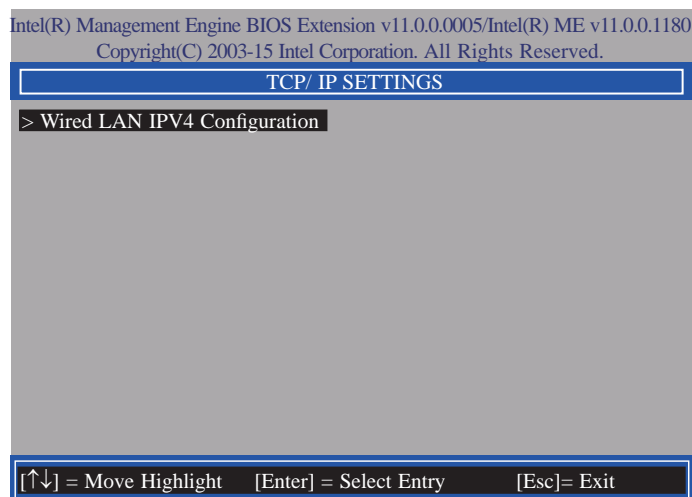 Intel(R) Management Engine BIOS Extension v11.0.0.0005/Intel(R) ME v11.0.0.1180
Copyright(C) 2003-15 Intel Corporation. All Rights Reserved.
TCP/ IP SETTINGS
> Wired LAN IPV4 Configuration
[↑↓] = Move Highlight [Enter] = Select Entry [Esc]= Exit